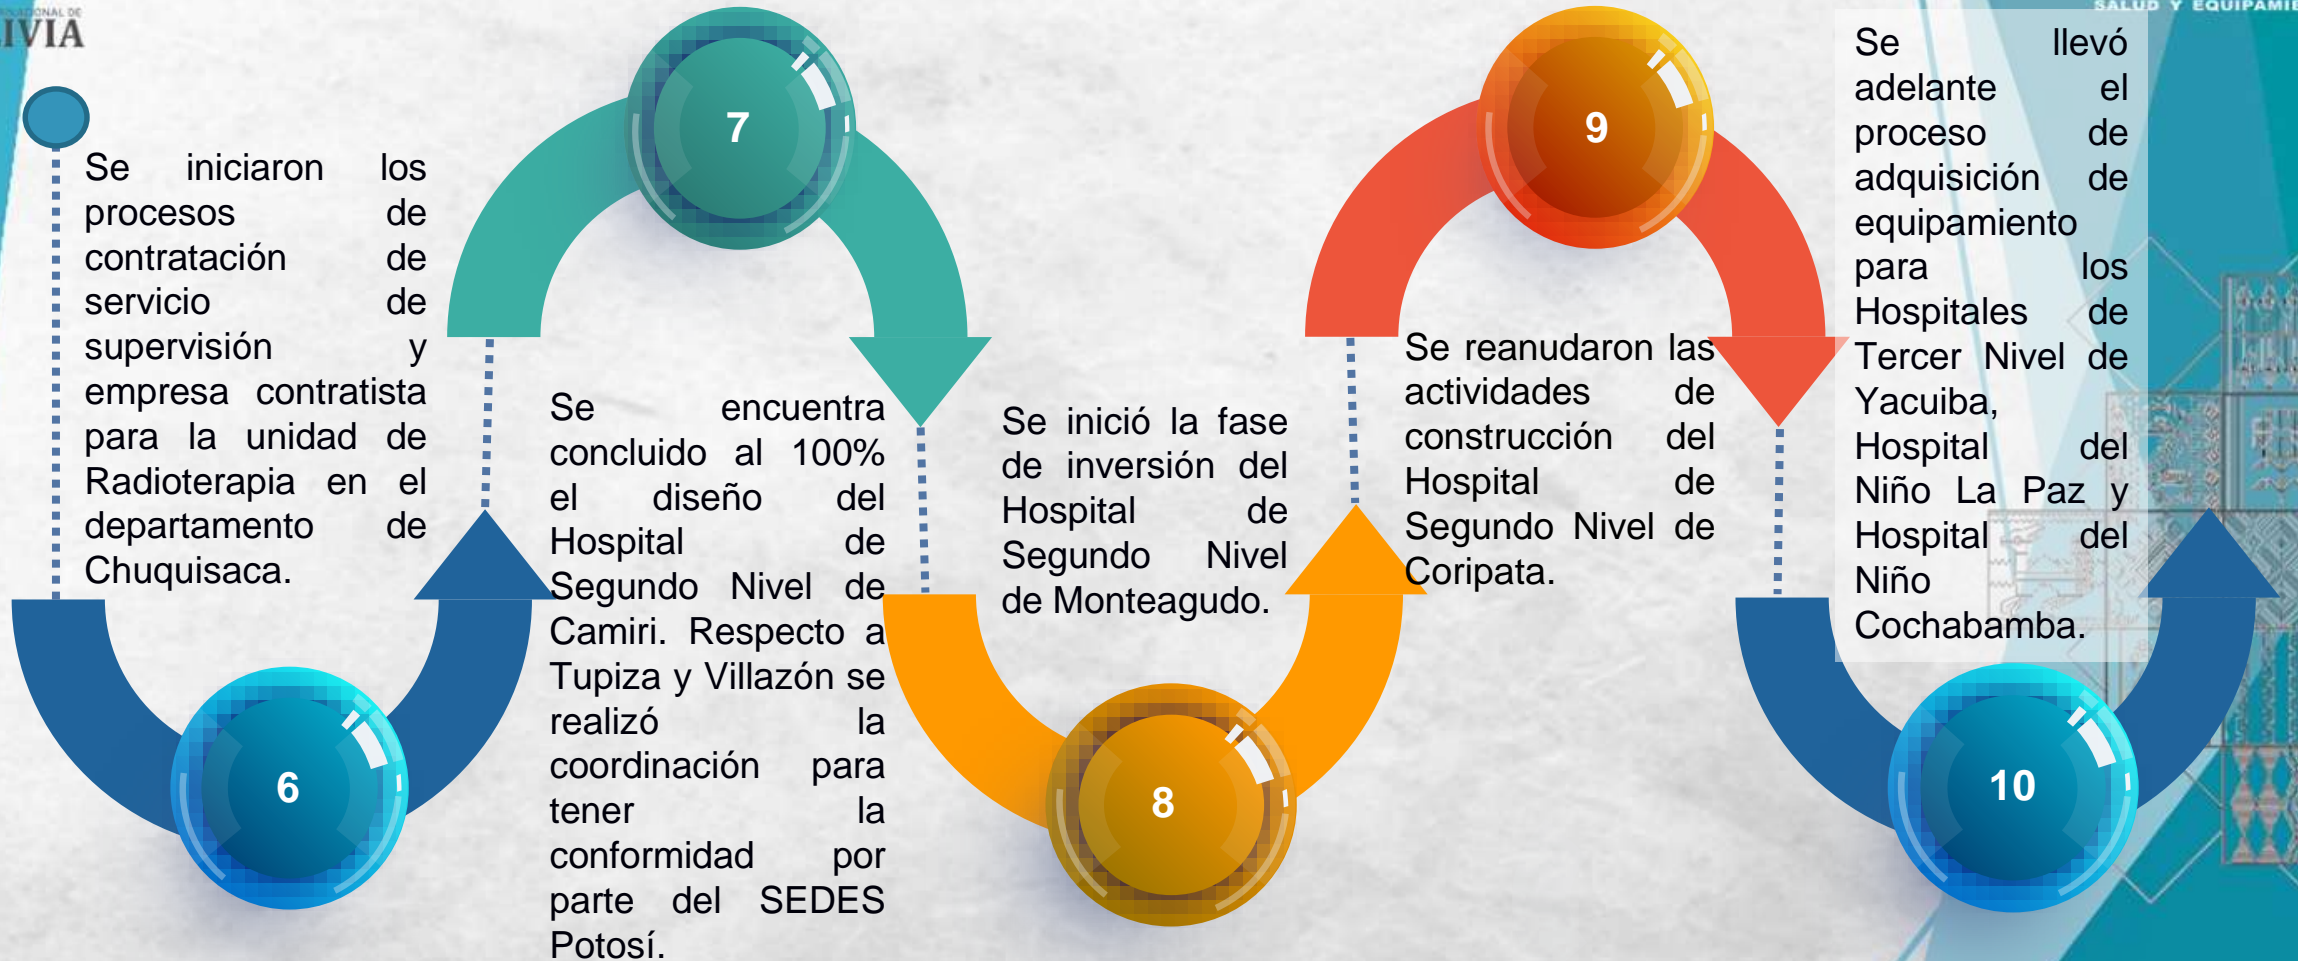 LIVIA
SALUD Y
Se iniciaron los
procesos de
contratación de
servicio de
supervisión y
empresa contratista
para la unidad de
Radioterapia en el
departamento de
Chuquisaca.
6
7
Se encuentra
concluido al 100%
el diseño del
Hospital de
Segundo Nivel de
Camiri. Respecto a
Tupiza y Villazón se
realizó la
coordinación para
tener la
conformidad por
parte del SEDES
Potosí.
Se inició la fase
de inversión del
Hospital de
Segundo Nivel
de Monteagudo.
8
9
Se reanudaron las
actividades de
construcción del
Hospital de
Segundo Nivel de
Coripata.
Se llevó
adelante el
proceso de
adquisición de
equipamiento
para los
Hospitales de
Tercer Nivel de
Yacuiba,
Hospital del
Niño La Paz y
Hospital del
Niño
Cochabamba.
10